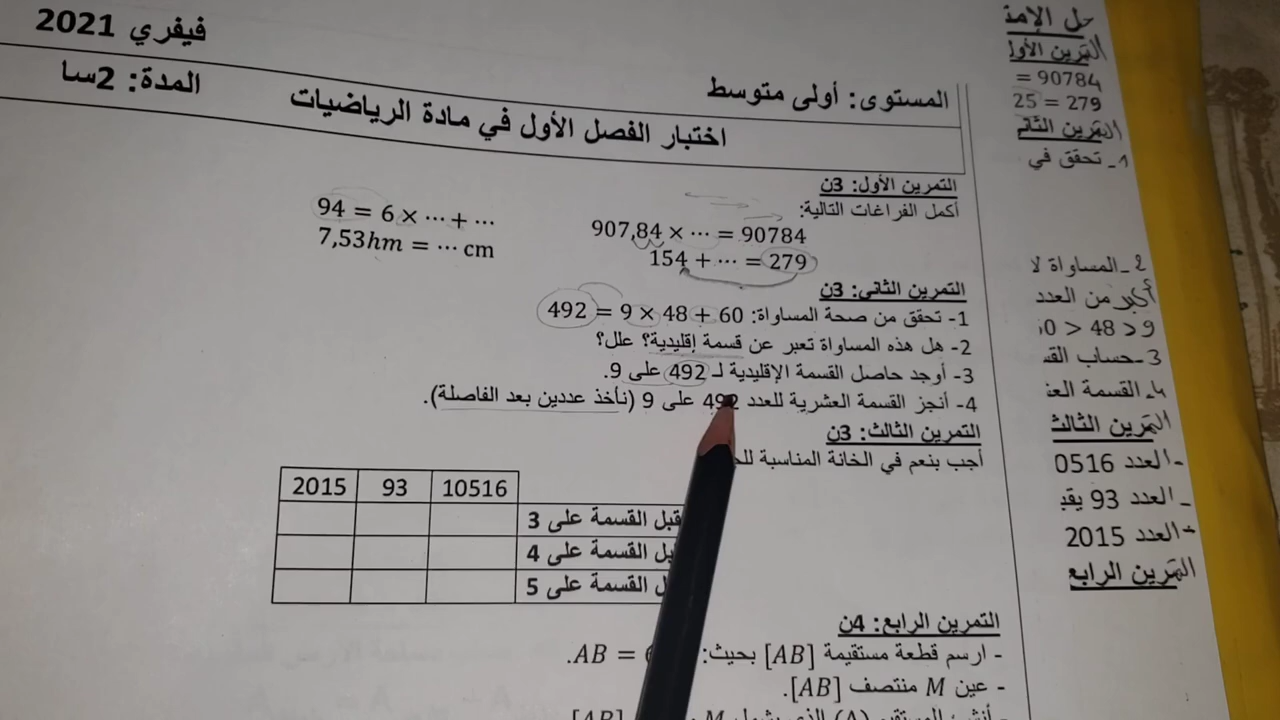 فيفري 2021
المستوى: أولى متوسط
المدة: 2سا
اختبار الفصل الأول في مادة الرياضيات
التمرين الأول: 3ن
أكمل الفراغات التالية:
907,84 × ⋯ = 90784
94 = 6 × ⋯ + ⋯
154 + ⋯ = 279
7,53hm = ⋯ cm
التمرين الثاني: 3ن
1- تحقق من صحة المساواة: 492 = 9 × 48 + 60
2- هل هذه المساواة تعبر عن قسمة إقليدية؟ علل؟
3- أوجد حاصل القسمة الإقليدية لـ 492 على 9.
4- أنجز القسمة العشرية للعدد 492 على 9 (نأخذ عددين بعد الفاصلة).
التمرين الثالث: 3ن
أجب بنعم في الخانة المناسبة
10516 93 2015
القسمة على 3
القسمة على 4
القسمة على 5
التمرين الرابع: 4ن
- ارسم قطعة مستقيمة [AB] بحيث: AB =
- عين M منتصف [AB].
- أنشئ المستقيم (Δ) الذي يشمل M [AB]
حل
التمرين الأول
= 90784
25 = 279
التمرين الثاني
1- تحقق في
2- المساواة لا
أكبر من العدد
0 > 48 > 9
3- حساب
4- القسمة
التمرين الثالث
- العدد 0516
- العدد 93
- العدد 2015
التمرين الرابع